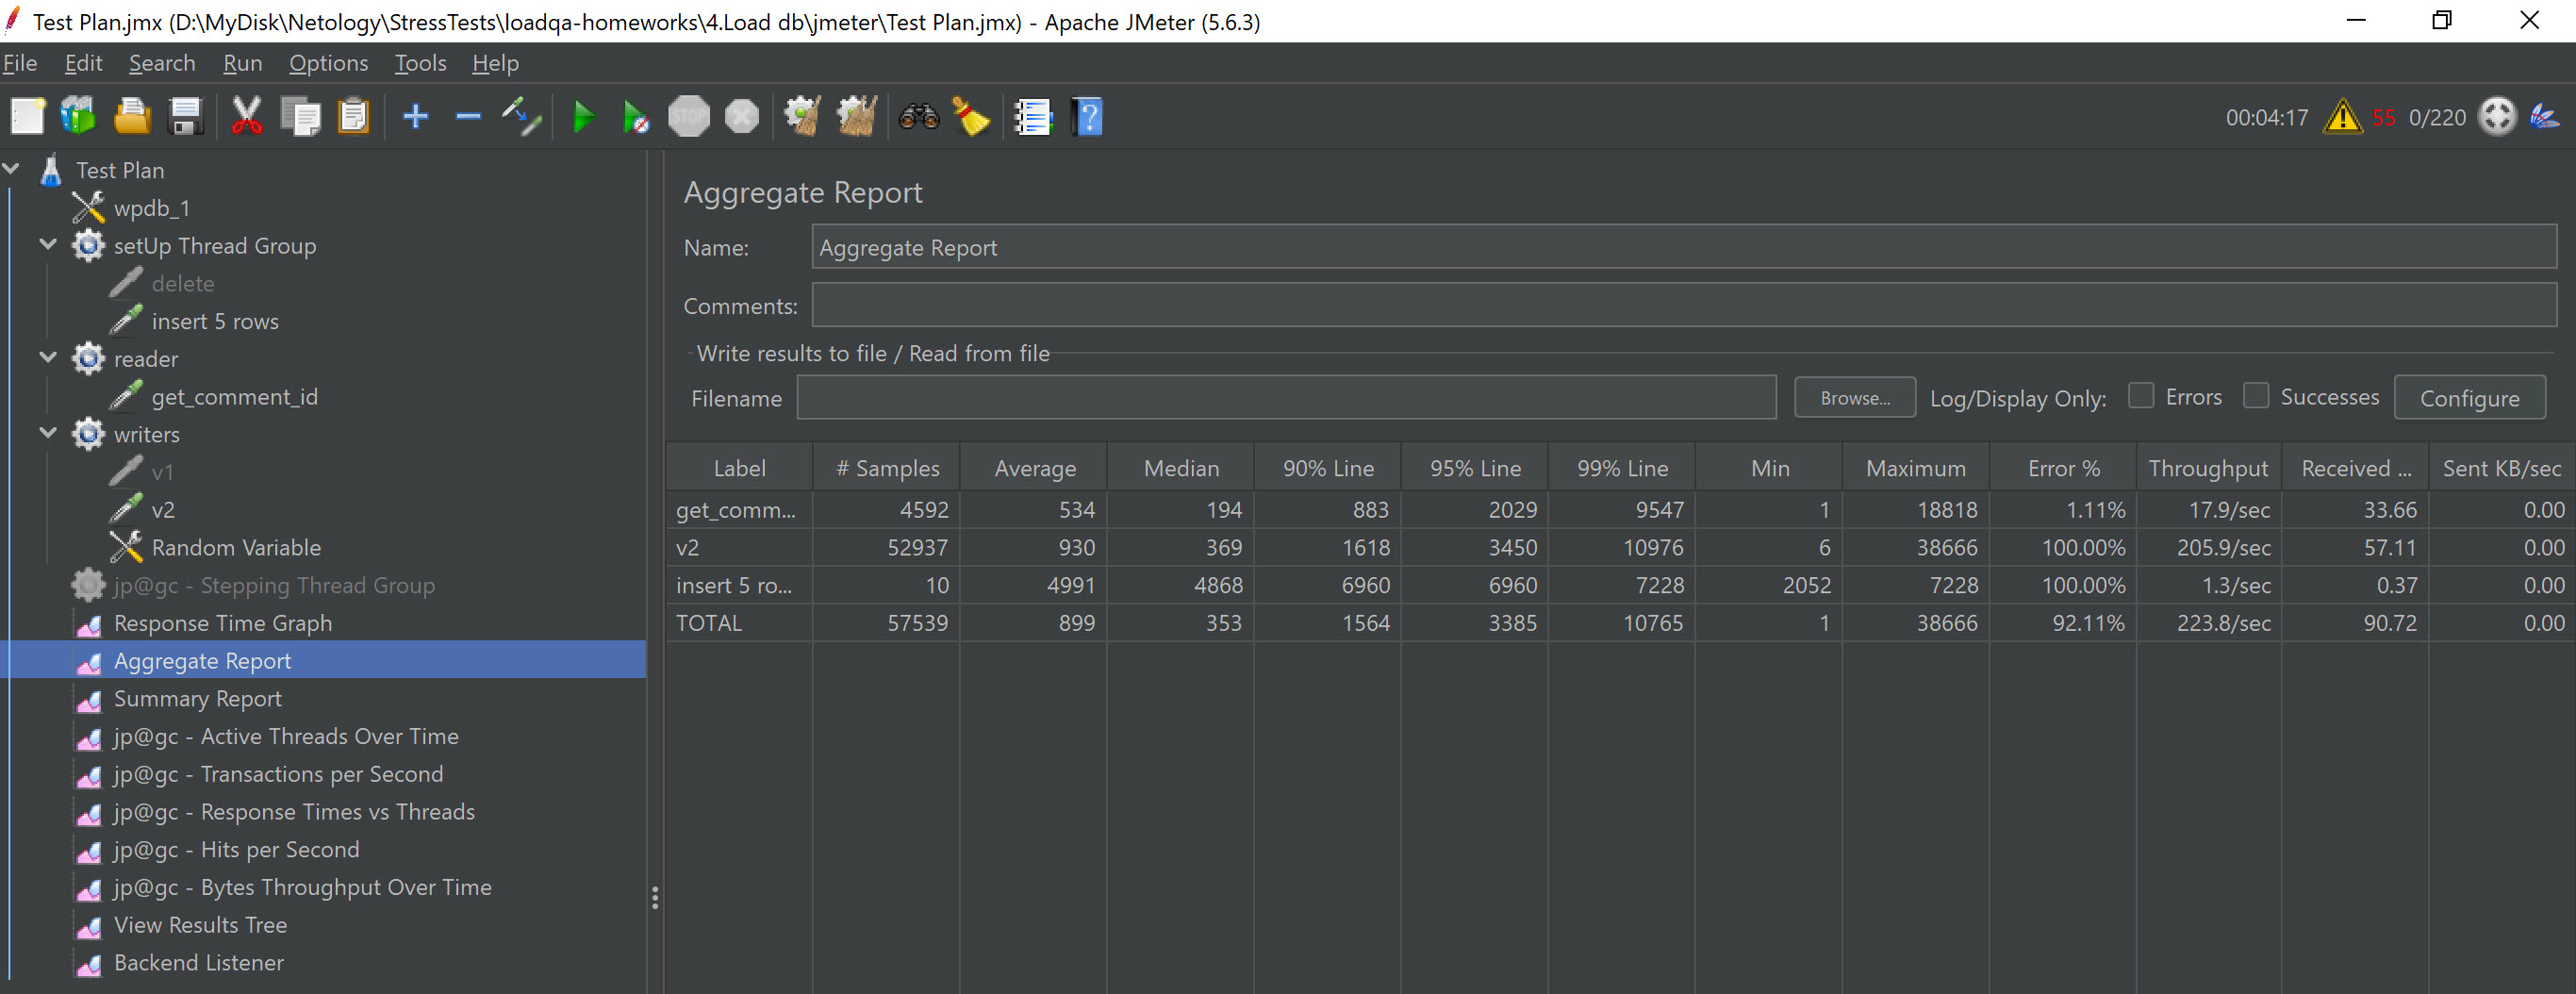 Test Plan.jmx (D:\MyDisk\Netology\StressTests\loadqa-homeworks\4.Load db\jmeter\Test Plan.jmx) - Apache JMeter (5.6.3)
File Edit Search Run Options Tools Help
STOP
00:04:17 55 0/220
Test Plan
wpdb_1
setUp Thread Group
delete
insert 5 rows
reader
get_comment_id
writers
v1
v2
Random Variable
jp@gc - Stepping Thread Group
Response Time Graph
Aggregate Report
Summary Report
jp@gc - Active Threads Over Time
jp@gc - Transactions per Second
jp@gc - Response Times vs Threads
jp@gc - Hits per Second
jp@gc - Bytes Throughput Over Time
View Results Tree
Backend Listener
Aggregate Report
Name: Aggregate Report
Comments:
Write results to file / Read from file
Filename Browse... Log/Display Only: Errors Successes Configure
Label # Samples Average Median 90% Line 95% Line 99% Line Min Maximum Error % Throughput Received ... Sent KB/sec
get_comm... 4592 534 194 883 2029 9547 1 18818 1.11% 17.9/sec 33.66 0.00
v2 52937 930 369 1618 3450 10976 6 38666 100.00% 205.9/sec 57.11 0.00
insert 5 ro... 10 4991 4868 6960 6960 7228 2052 7228 100.00% 1.3/sec 0.37 0.00
TOTAL 57539 899 353 1564 3385 10765 1 38666 92.11% 223.8/sec 90.72 0.00